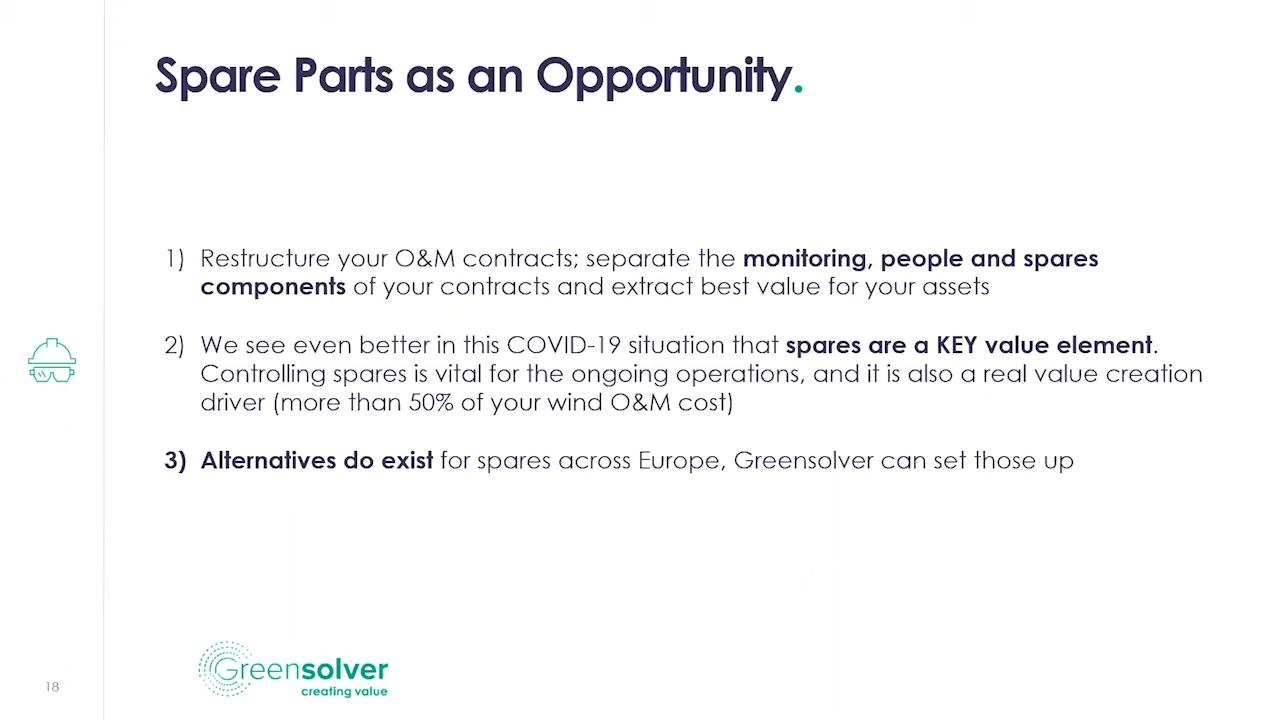 Spare Parts as an Opportunity.
1) Restructure your O&M contracts; separate the monitoring, people and spares
components of your contracts and extract best value for your assets
2) We see even better in this COVID-19 situation that spares are a KEY value element.
Controlling spares is vital for the ongoing operations, and it is also a real value creation
driver (more than 50% of your wind O&M cost)
3) Alternatives do exist for spares across Europe, Greensolver can set those up
Greensolver
creating value
18